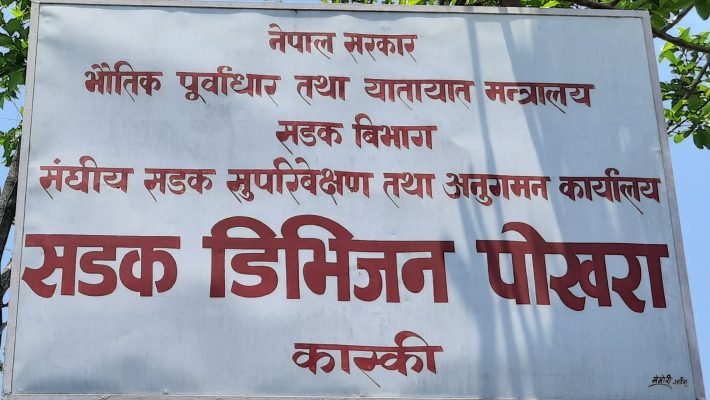 नेपाल सरकार
भौतिक पूर्वाधार तथा यातायात मन्त्रालय
सडक बिभाग
संघीय सडक सुपरिवेक्षण तथा अनुगमन कार्यालय
सडक डिभिजन पोखरा
कास्की